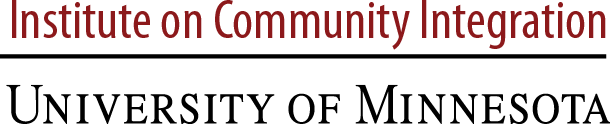 Institute on Community Integration
UNIVERSITY OF MINNESOTA